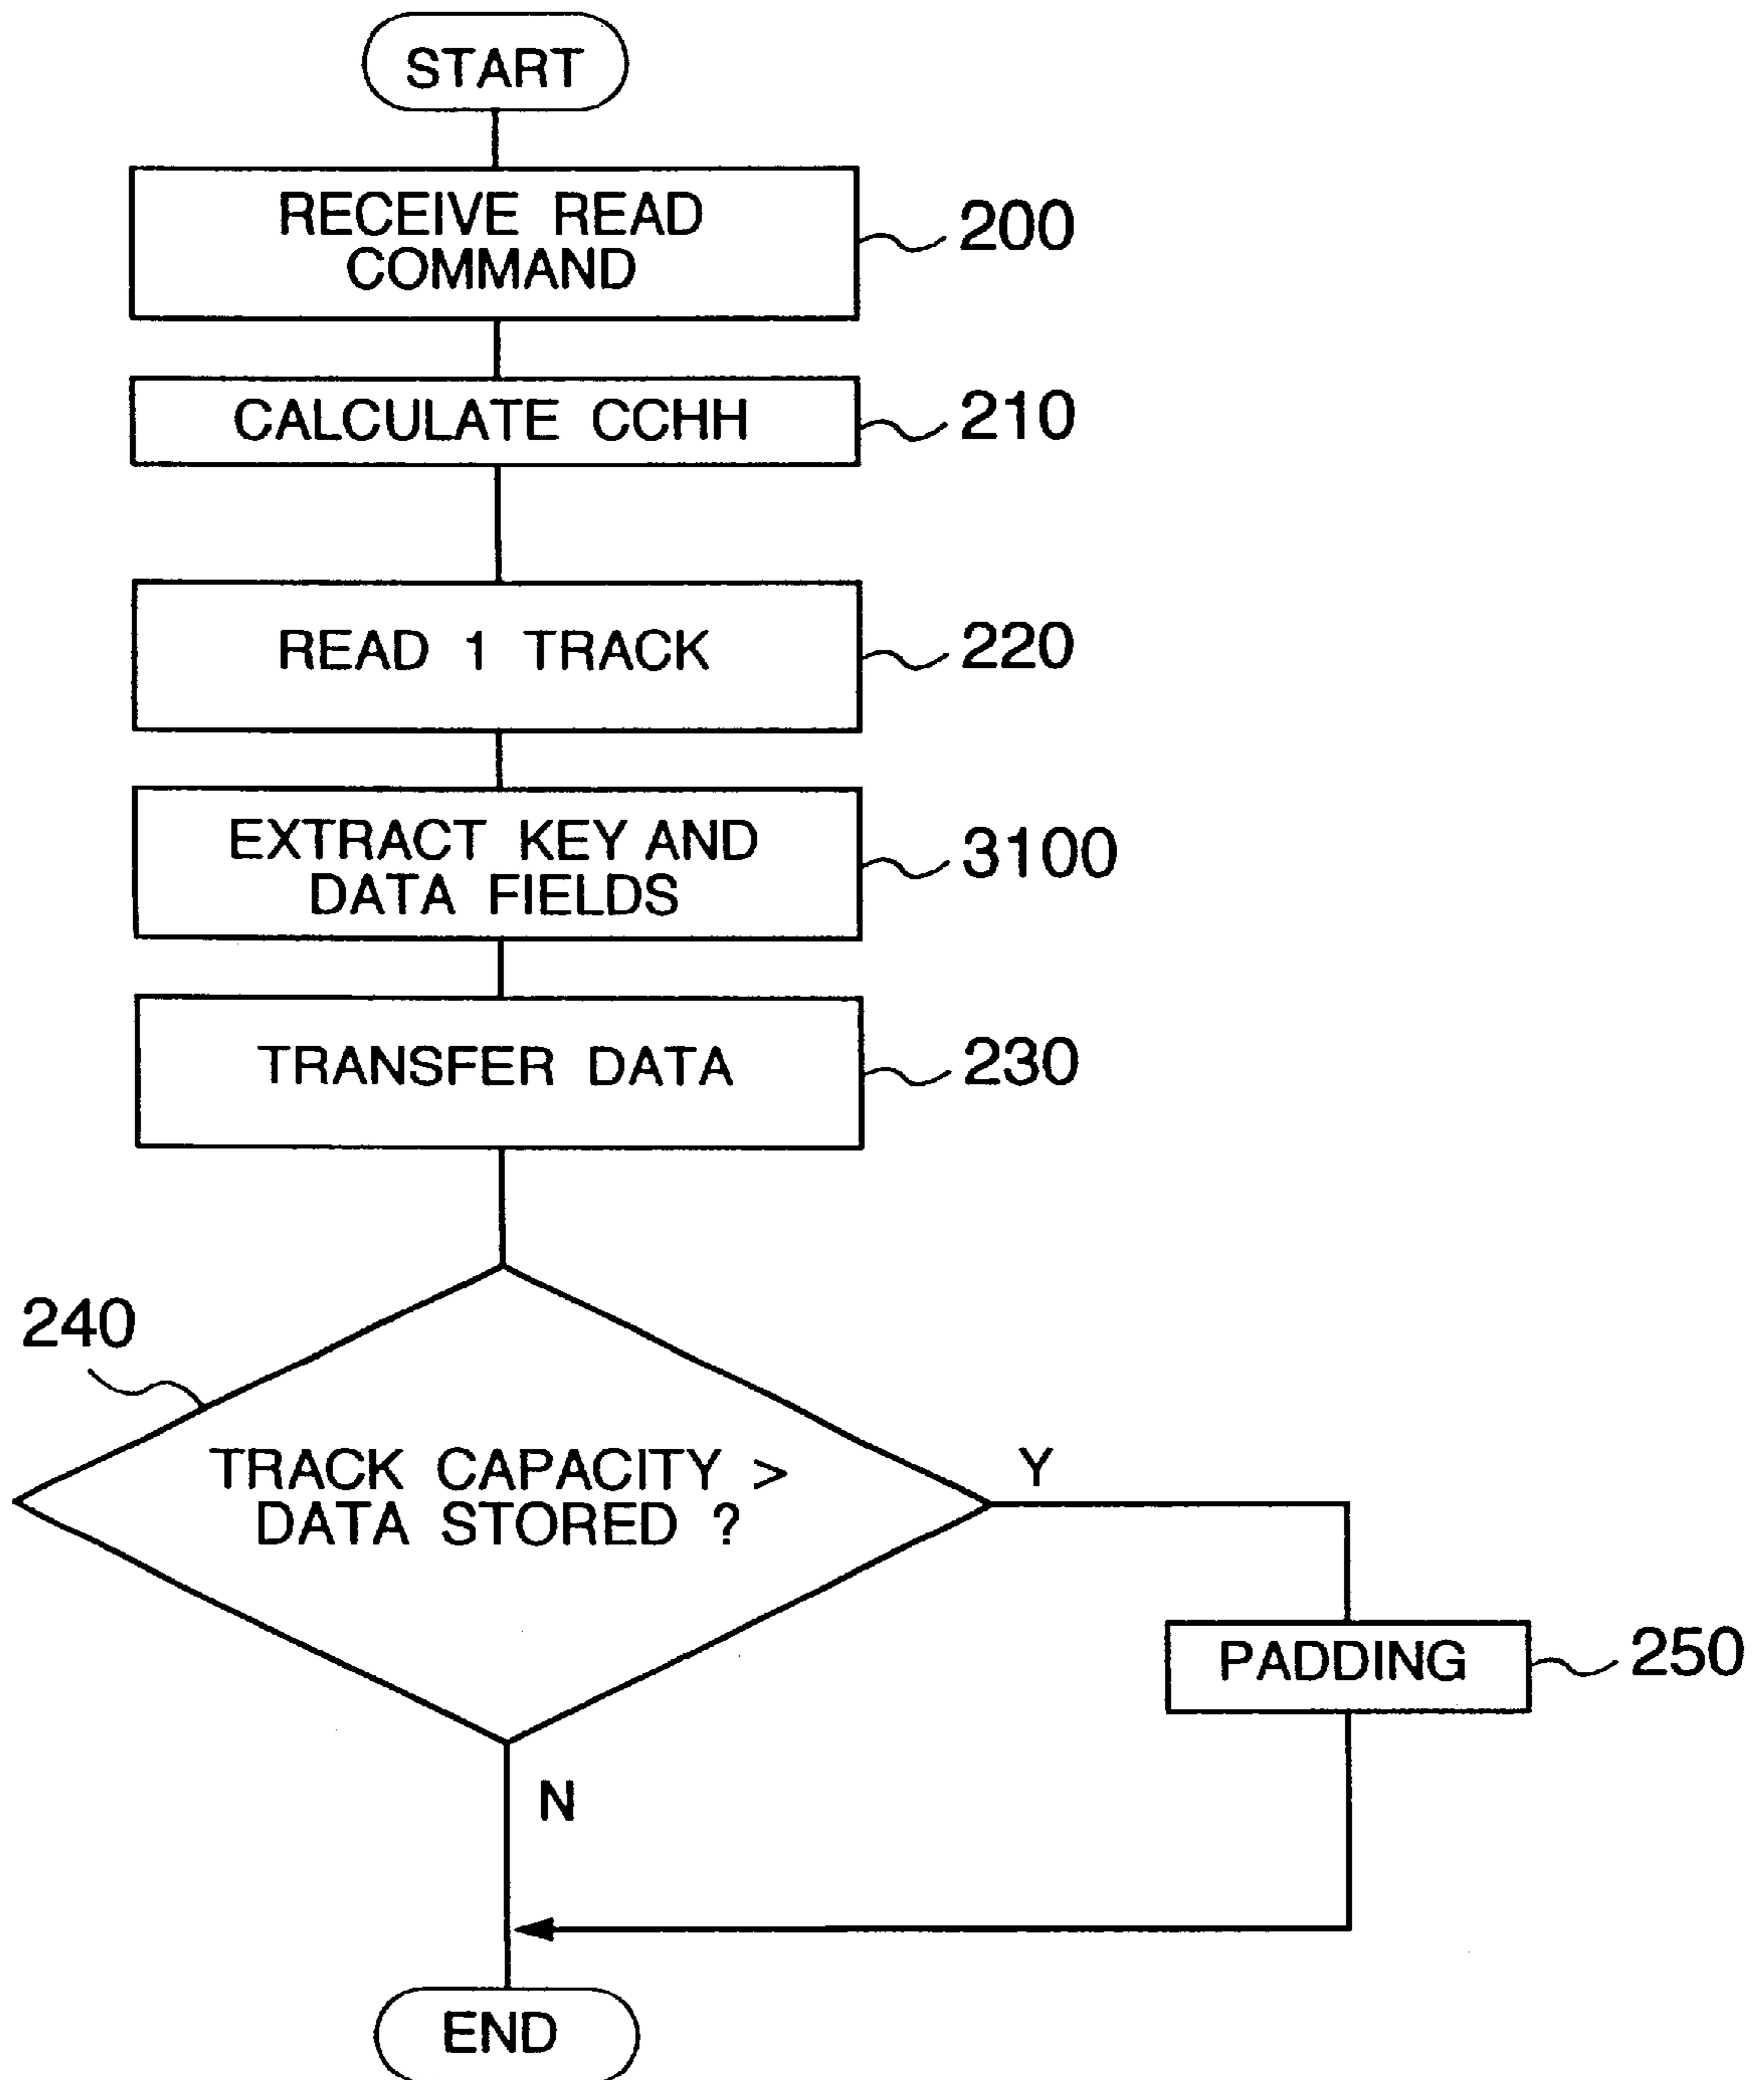 START
RECEIVE READ
COMMAND
200
CALCULATE CCHH
210
READ 1 TRACK
220
EXTRACT KEY AND
DATA FIELDS
3100
TRANSFER DATA
230
240
TRACK CAPACITY >
DATA STORED ?
Y
PADDING
250
N
END